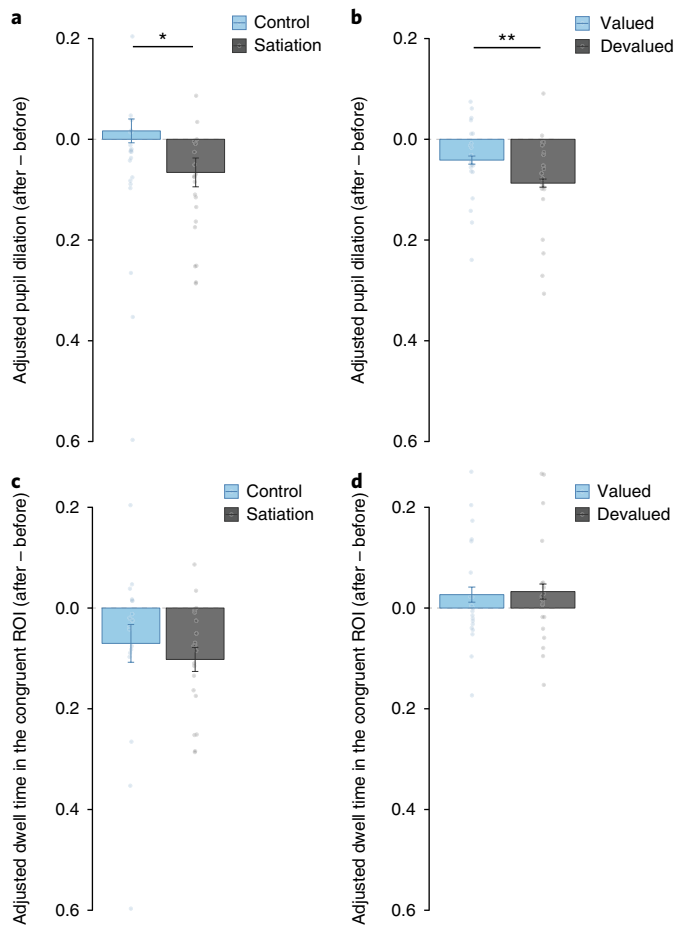 a
Control
Satiation
*
0.2
0.0
0.2
0.4
0.6
Adjusted pupil dilation (after – before)
b
Valued
Devalued
**
0.2
0.0
0.2
0.4
0.6
Adjusted pupil dilation (after – before)
c
Control
Satiation
0.2
0.0
0.2
0.4
0.6
Adjusted dwell time in the congruent ROI (after – before)
d
Valued
Devalued
0.2
0.0
0.2
0.4
0.6
Adjusted dwell time in the congruent ROI (after – before)